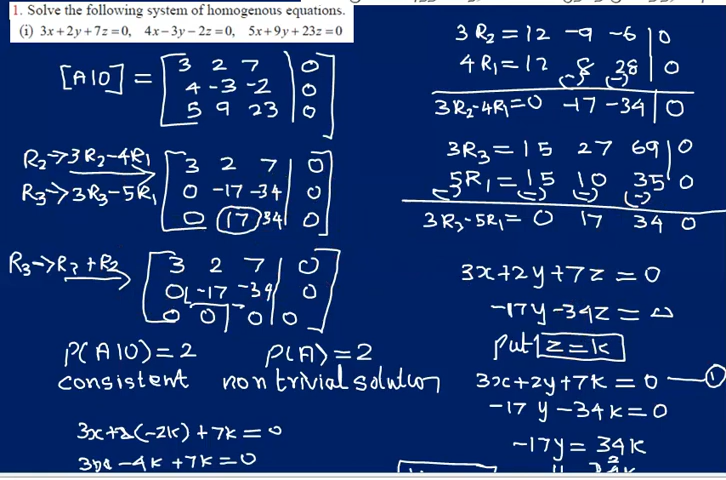 1. Solve the following system of homogenous equations.
(i) 3x+2y+7z=0, 4x−3y−2z=0, 5x+9y+23z=0
[A|0] = [ 3 2 7 | 0
4 -3 -2 | 0
5 9 23 | 0 ]
R2→3R2-4R1
R3→3R3-5R1
[ 3 2 7 | 0
0 -17 -34 | 0
0 17 34 | 0 ]
R3→R3+R2
[ 3 2 7 | 0
0 -17 -34 | 0
0 0 0 | 0 ]
ρ(A|0)=2 ρ(A)=2
consistent non trivial solution
3x+2(-2k)+7k=0
3x-4k+7k=0
3R2=12 -9 -6 | 0
4R1=12 8 28 | 0
(-) (-)
3R2-4R1=0 -17 -34 | 0
3R3=15 27 69 | 0
5R1=15 10 35 | 0
(-) (-) (-) (-)
3R3-5R1= 0 17 34 0
3x+2y+7z=0
-17y-34z=0
put z=k
3x+2y+7k=0 — ①
-17y-34k=0
-17y=34k